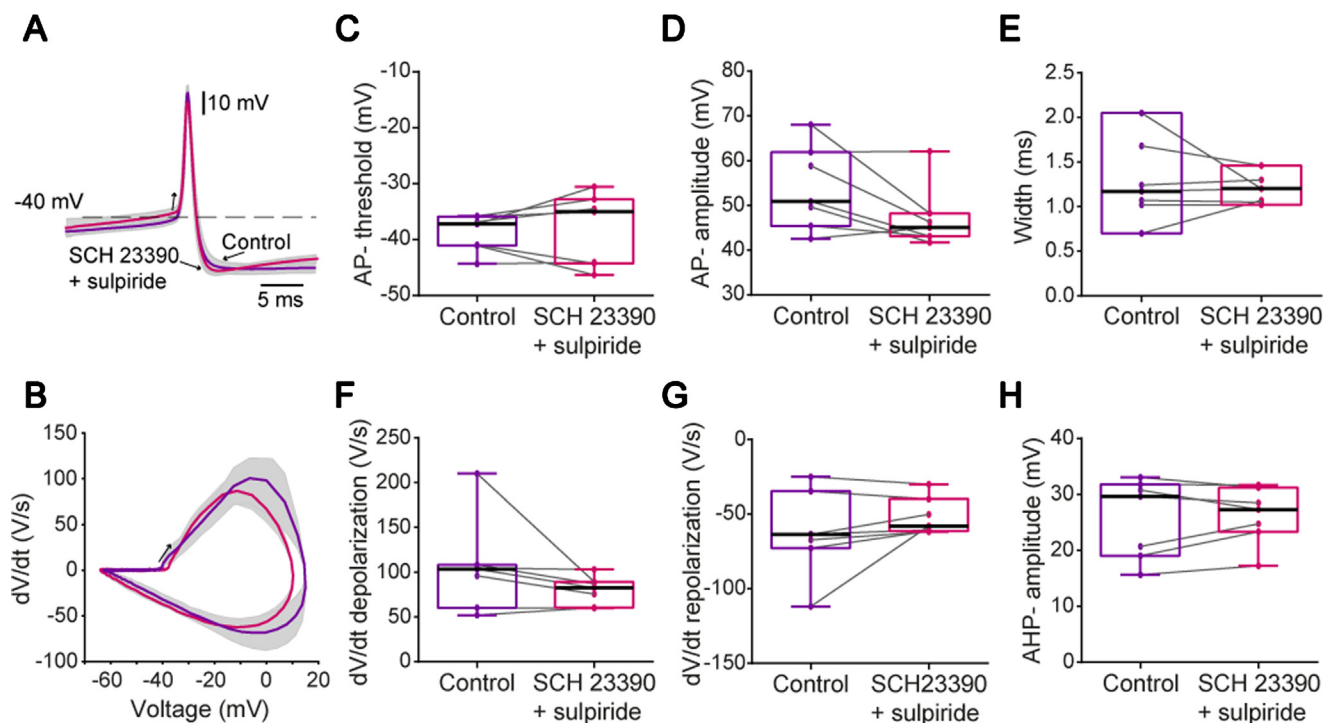 A
10 mV
-40 mV
Control
SCH 23390
+ sulpiride
5 ms
C
AP- threshold (mV)
-10
-20
-30
-40
-50
Control
SCH 23390
+ sulpiride
D
AP- amplitude (mV)
80
70
60
50
40
30
Control
SCH 23390
+ sulpiride
E
Width (ms)
2.5
2.0
1.5
1.0
0.5
0.0
Control
SCH 23390
+ sulpiride
B
dV/dt (V/s)
150
100
50
0
-50
-100
-60
-40
-20
0
20
Voltage (mV)
F
dV/dt depolarization (V/s)
250
200
150
100
50
0
Control
SCH 23390
+ sulpiride
G
dV/dt repolarization (V/s)
0
-50
-100
-150
Control
SCH23390
+ sulpiride
H
AHP- amplitude (mV)
40
30
20
10
0
Control
SCH 23390
+ sulpiride